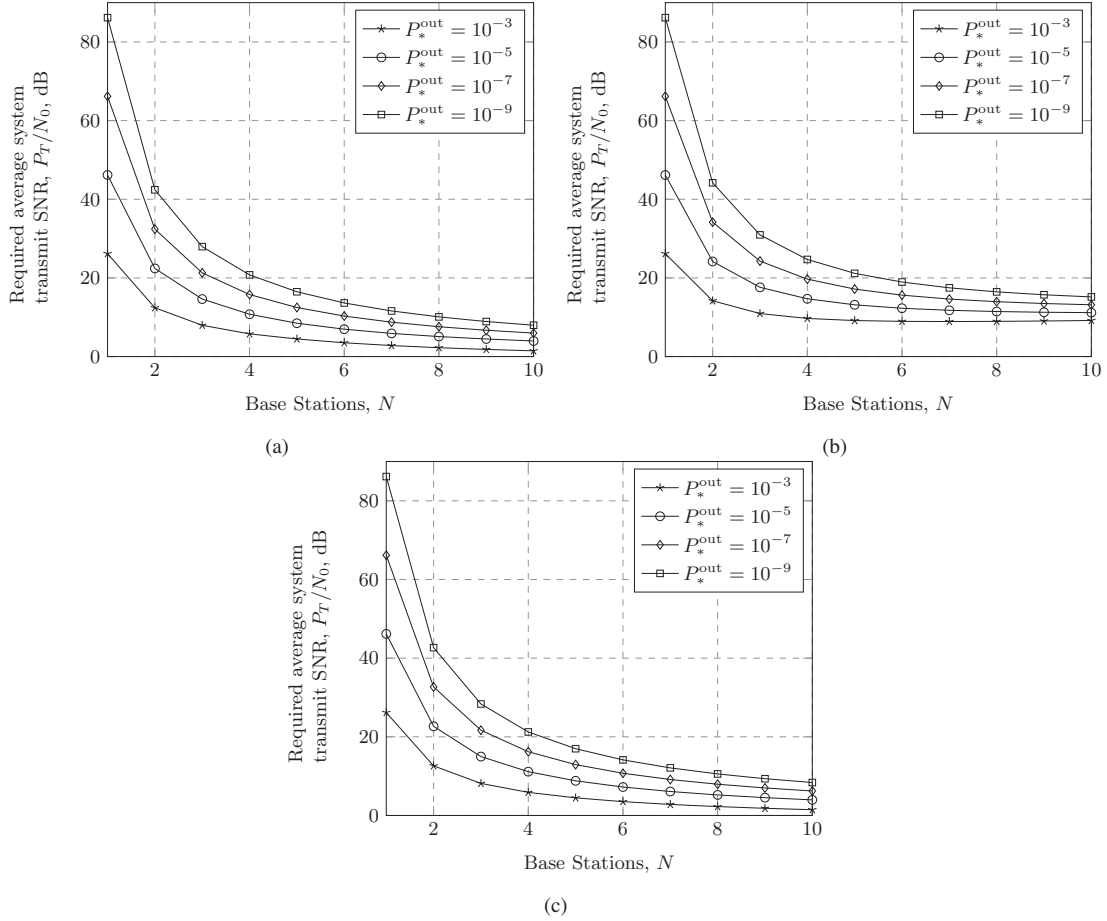 80
60
40
20
0
2
4
6
8
10
Required average system
transmit SNR, P_T/N_0, dB
Base Stations, N
P_*^out = 10^−3
P_*^out = 10^−5
P_*^out = 10^−7
P_*^out = 10^−9
(a)
80
60
40
20
0
2
4
6
8
10
Required average system
transmit SNR, P_T/N_0, dB
Base Stations, N
P_*^out = 10^−3
P_*^out = 10^−5
P_*^out = 10^−7
P_*^out = 10^−9
(b)
80
60
40
20
0
2
4
6
8
10
Required average system
transmit SNR, P_T/N_0, dB
Base Stations, N
P_*^out = 10^−3
P_*^out = 10^−5
P_*^out = 10^−7
P_*^out = 10^−9
(c)